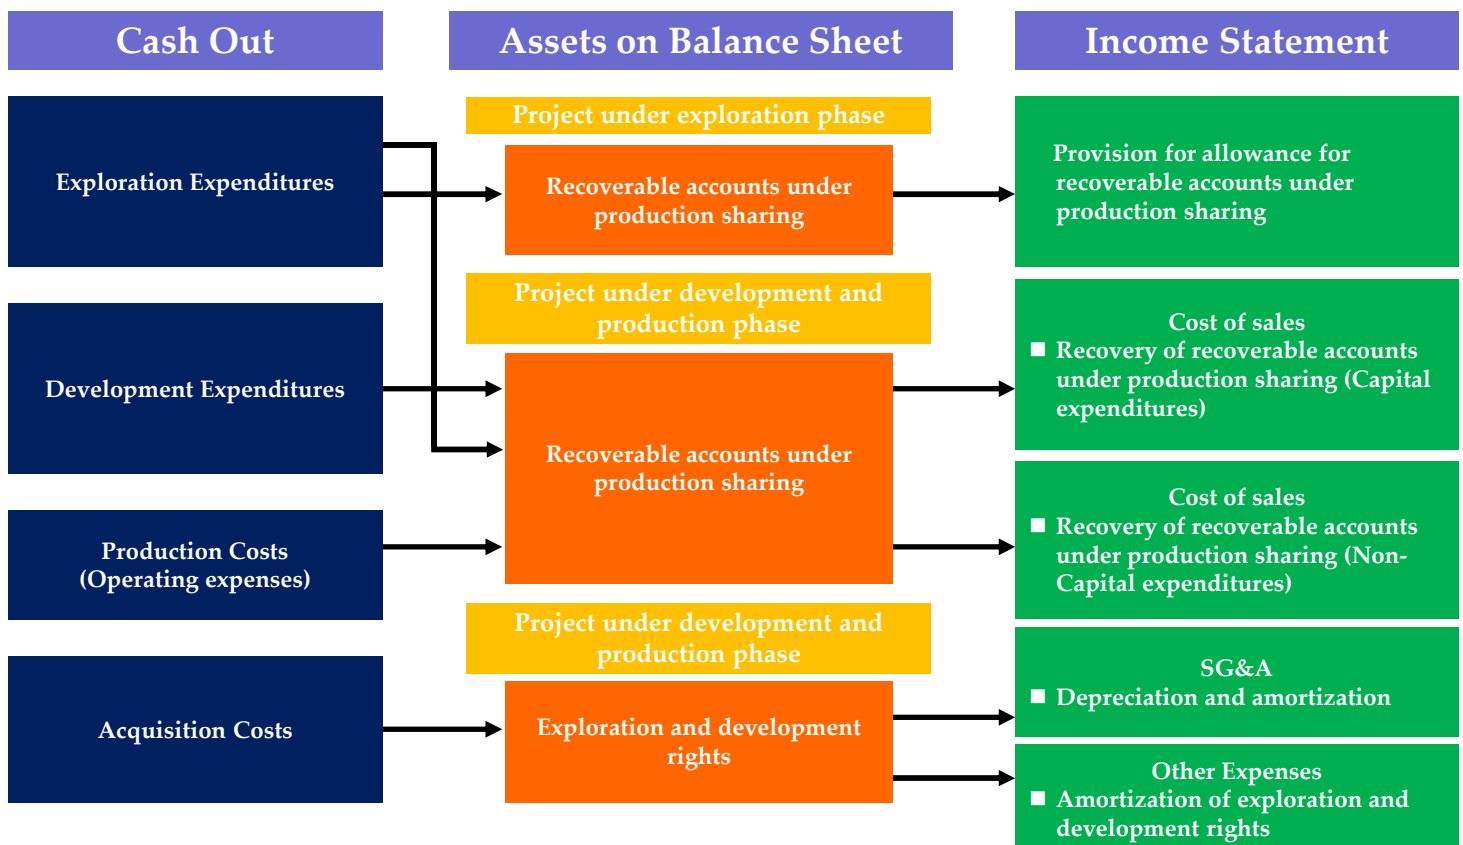 Cash Out
Assets on Balance Sheet
Income Statement
Exploration Expenditures
Development Expenditures
Production Costs
(Operating expenses)
Acquisition Costs
Project under exploration phase
Recoverable accounts under
production sharing
Project under development and
production phase
Recoverable accounts under
production sharing
Project under development and
production phase
Exploration and development
rights
Provision for allowance for
recoverable accounts under
production sharing
Cost of sales
■ Recovery of recoverable accounts
under production sharing (Capital
expenditures)
Cost of sales
■ Recovery of recoverable accounts
under production sharing (Non-
Capital expenditures)
SG&A
■ Depreciation and amortization
Other Expenses
■ Amortization of exploration and
development rights